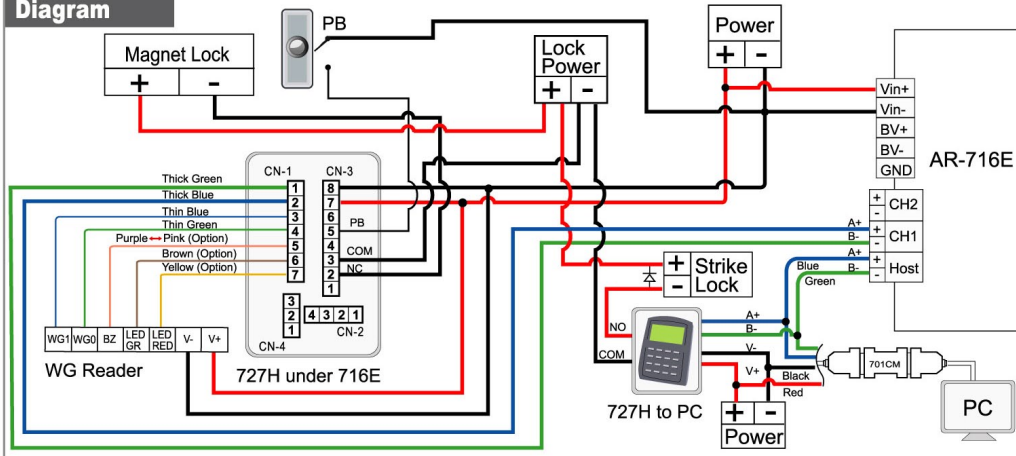 Diagram
PB
Magnet Lock
+ -
Lock
Power
+ -
Power
+ -
Vin+
Vin-
BV+
BV-
GND
+
-
CH2
+
-
CH1
+
-
Host
AR-716E
A+
B-
A+
B-
Blue
Green
CN-1
1
2
3
4
5
6
7
CN-3
8
7
6
5
4
3
2
1
PB
COM
NC
Thick Green
Thick Blue
Thin Blue
Thin Green
Purple ↔ Pink (Option)
Brown (Option)
Yellow (Option)
3
2
1
CN-4
4 3 2 1
CN-2
727H under 716E
WG1 WG0 BZ LED GR LED RED V- V+
WG Reader
+ Strike
- Lock
NO
COM
A+
B-
V-
V+
Black
Red
727H to PC
+ -
Power
701CM
PC